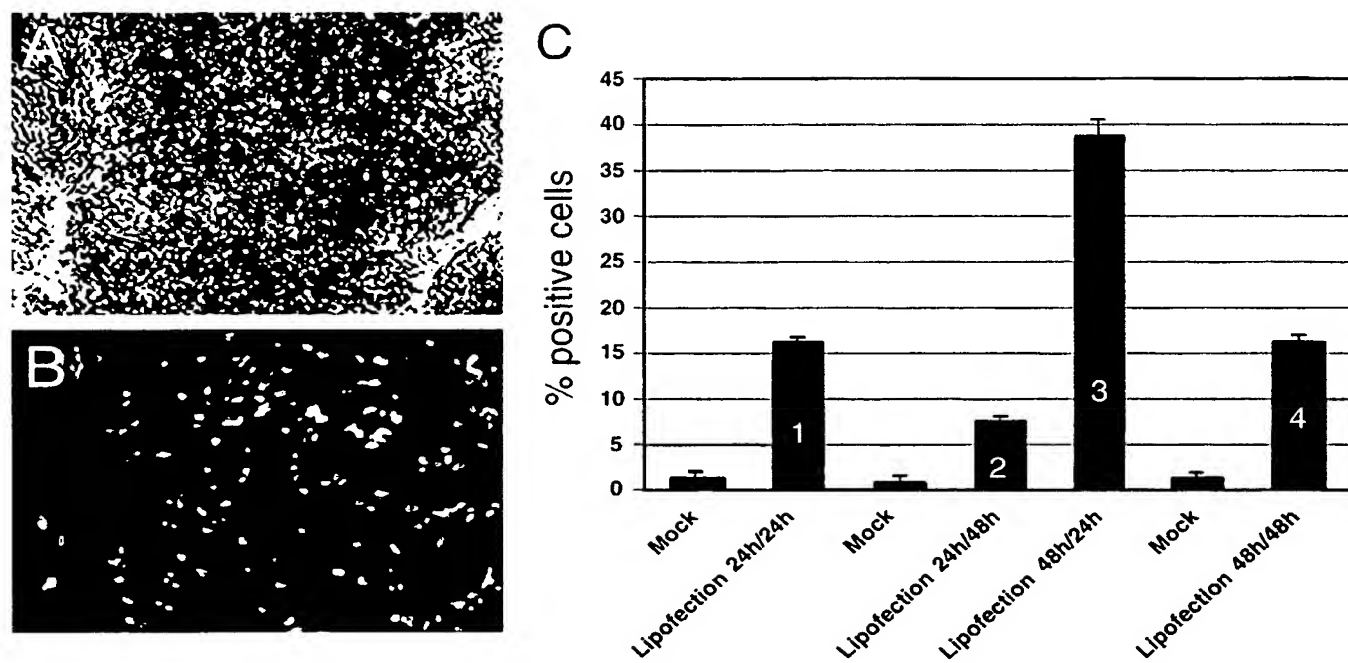 A
B
C
% positive cells
45
40
35
30
25
20
15
10
5
0
1
2
3
4
Mock
Lipofection 24h/24h
Mock
Lipofection 24h/48h
Lipofection 48h/24h
Mock
Lipofection 48h/48h